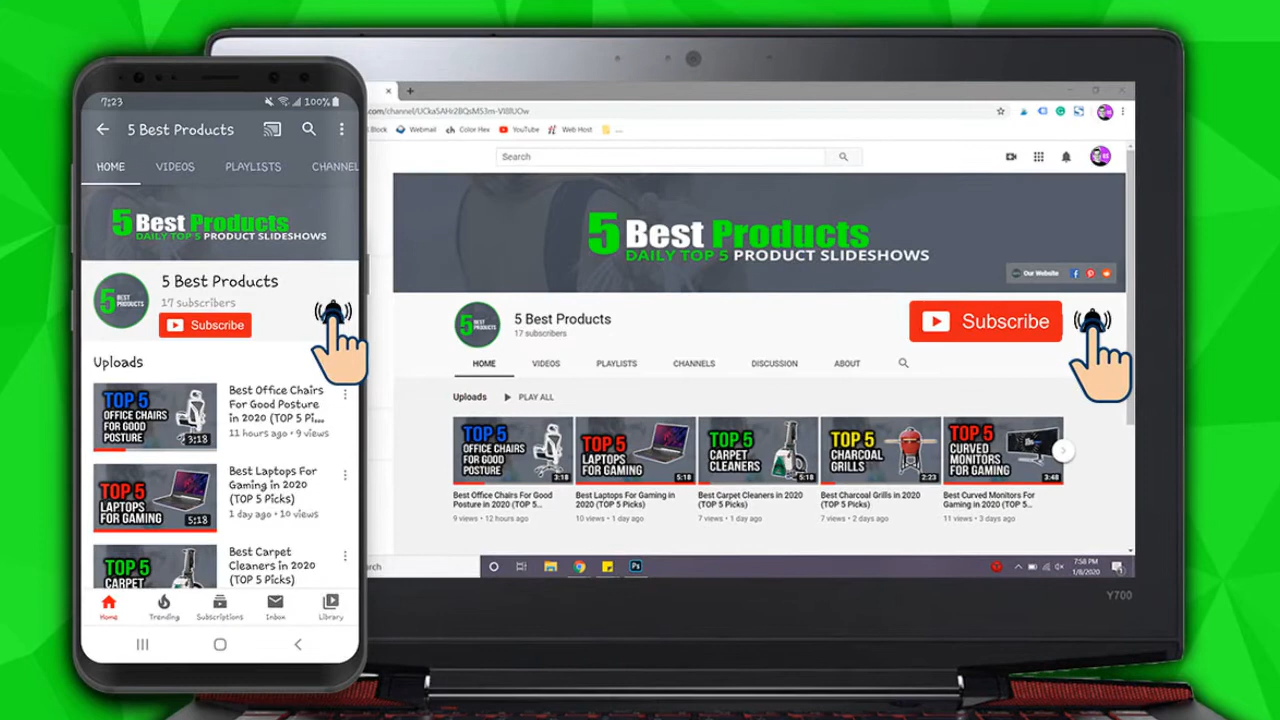 7:23
100%
5 Best Products
HOME
VIDEOS
PLAYLISTS
CHANNEL
5 Best Products
DAILY TOP 5 PRODUCT SLIDESHOWS
5 Best Products
17 subscribers
Subscribe
Uploads
TOP 5
OFFICE CHAIRS
FOR GOOD
POSTURE
3:18
Best Office Chairs
For Good Posture
in 2020 (TOP 5 Pi...
11 hours ago • 9 views
TOP 5
LAPTOPS
FOR GAMING
5:18
Best Laptops For
Gaming in 2020
(TOP 5 Picks)
1 day ago • 10 views
TOP 5
CARPET
Best Carpet
Cleaners in 2020
(TOP 5 Picks)
Home
Trending
Subscriptions
Inbox
Library
Webmail
Color Hex
YouTube
Web Host
...
Search
5 Best Products
DAILY TOP 5 PRODUCT SLIDESHOWS
Our Website
5 Best Products
17 subscribers
Subscribe
HOME
VIDEOS
PLAYLISTS
CHANNELS
DISCUSSION
ABOUT
Uploads
PLAY ALL
TOP 5
OFFICE CHAIRS
FOR GOOD
POSTURE
3:18
Best Office Chairs For Good
Posture in 2020 (TOP 5...
9 views • 12 hours ago
TOP 5
LAPTOPS
FOR GAMING
5:18
Best Laptops For Gaming in
2020 (TOP 5 Picks)
10 views • 1 day ago
TOP 5
CARPET
CLEANERS
5:18
Best Carpet Cleaners in 2020
(TOP 5 Picks)
7 views • 1 day ago
TOP 5
CHARCOAL
GRILLS
2:23
Best Charcoal Grills in 2020
(TOP 5 Picks)
7 views • 2 days ago
TOP 5
CURVED
MONITORS
FOR GAMING
3:48
Best Curved Monitors For
Gaming in 2020 (TOP 5...
11 views • 3 days ago
rch
Ps
7:58 PM
1/8/2020
Y700